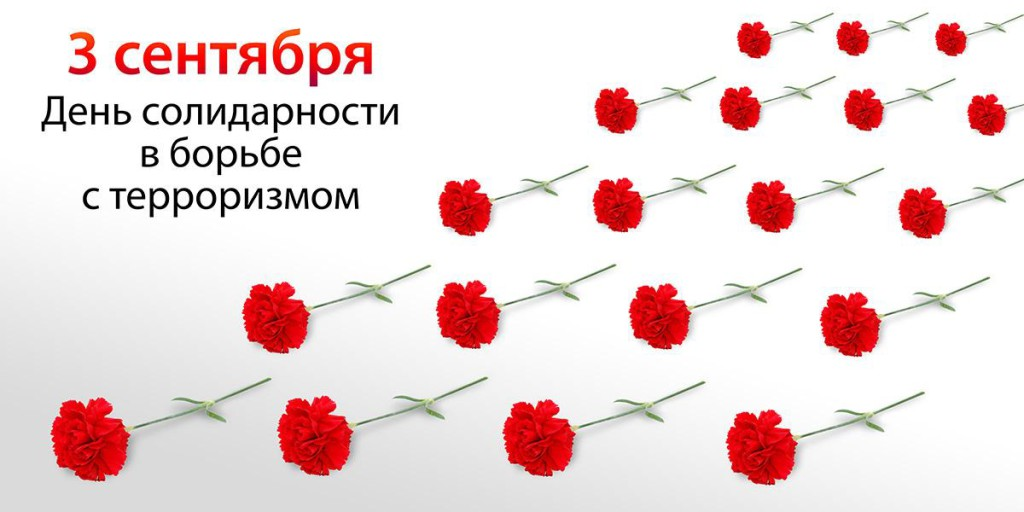 3 сентября
День солидарности
в борьбе
с терроризмом